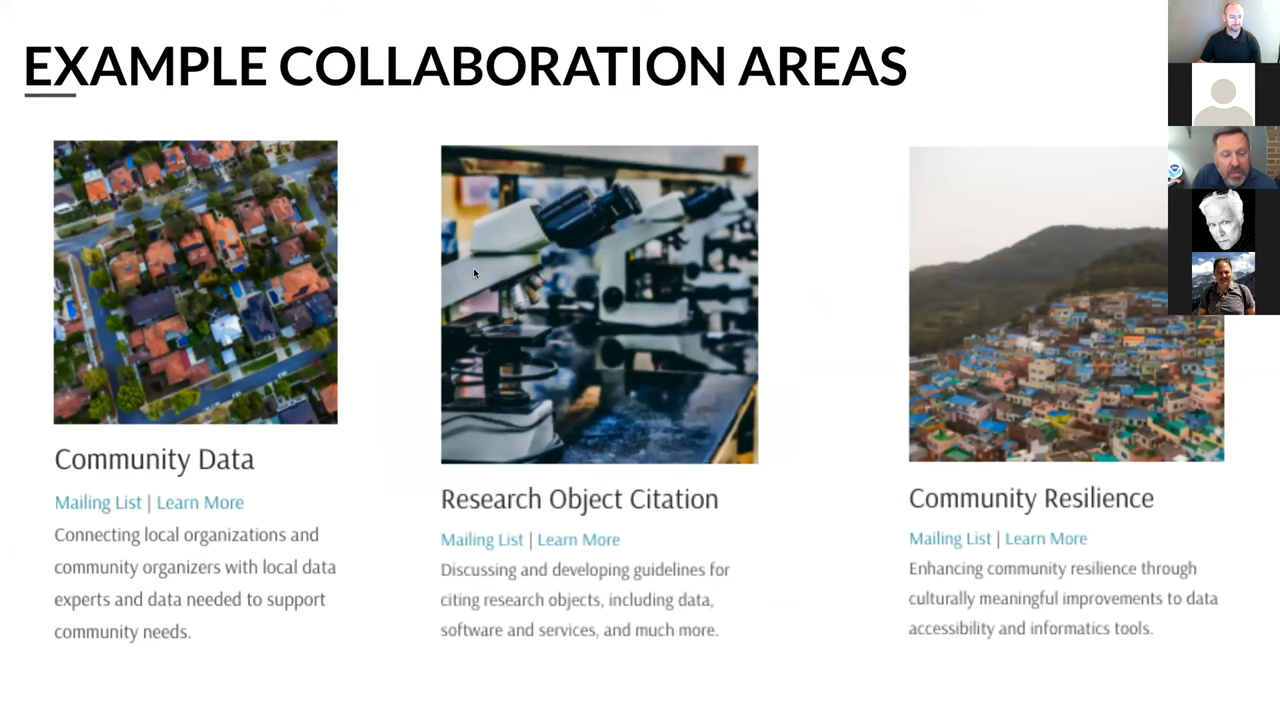 EXAMPLE COLLABORATION AREAS
Community Data
Mailing List | Learn More
Connecting local organizations and
community organizers with local data
experts and data needed to support
community needs.
Research Object Citation
Mailing List | Learn More
Discussing and developing guidelines for
citing research objects, including data,
software and services, and much more.
Community Resilience
Mailing List | Learn More
Enhancing community resilience through
culturally meaningful improvements to data
accessibility and informatics tools.